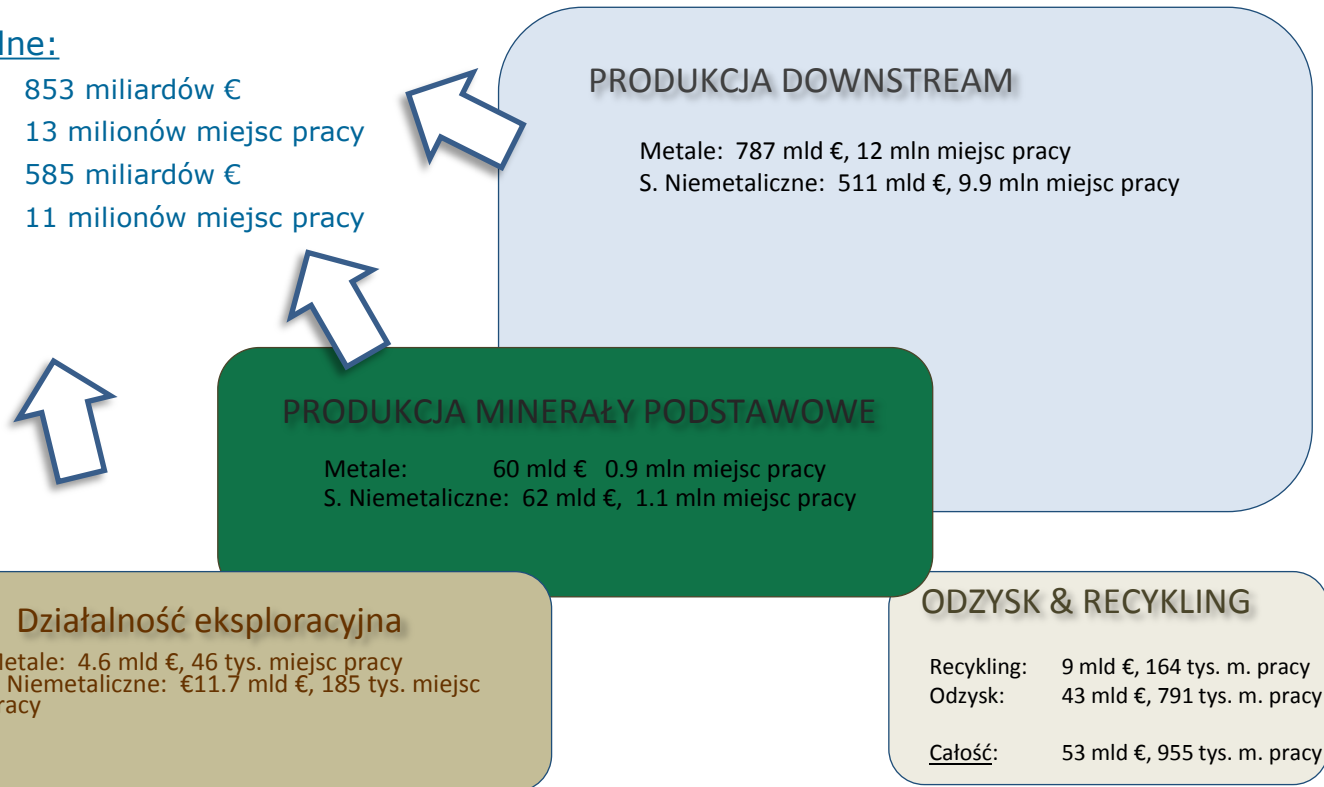 lne:
853 miliardów €
13 milionów miejsc pracy
585 miliardów €
11 milionów miejsc pracy
PRODUKCJA DOWNSTREAM
Metale: 787 mld €, 12 mln miejsc pracy
S. Niemetaliczne: 511 mld €, 9.9 mln miejsc pracy
PRODUKCJA MINERAŁY PODSTAWOWE
Metale: 60 mld € 0.9 mln miejsc pracy
S. Niemetaliczne: 62 mld €, 1.1 mln miejsc pracy
Działalność eksploracyjna
Metale: 4.6 mld €, 46 tys. miejsc pracy
Niemetaliczne: €11.7 mld €, 185 tys. miejsc
racy
ODZYSK & RECYKLING
Recykling: 9 mld €, 164 tys. m. pracy
Odzysk: 43 mld €, 791 tys. m. pracy
Całość: 53 mld €, 955 tys. m. pracy